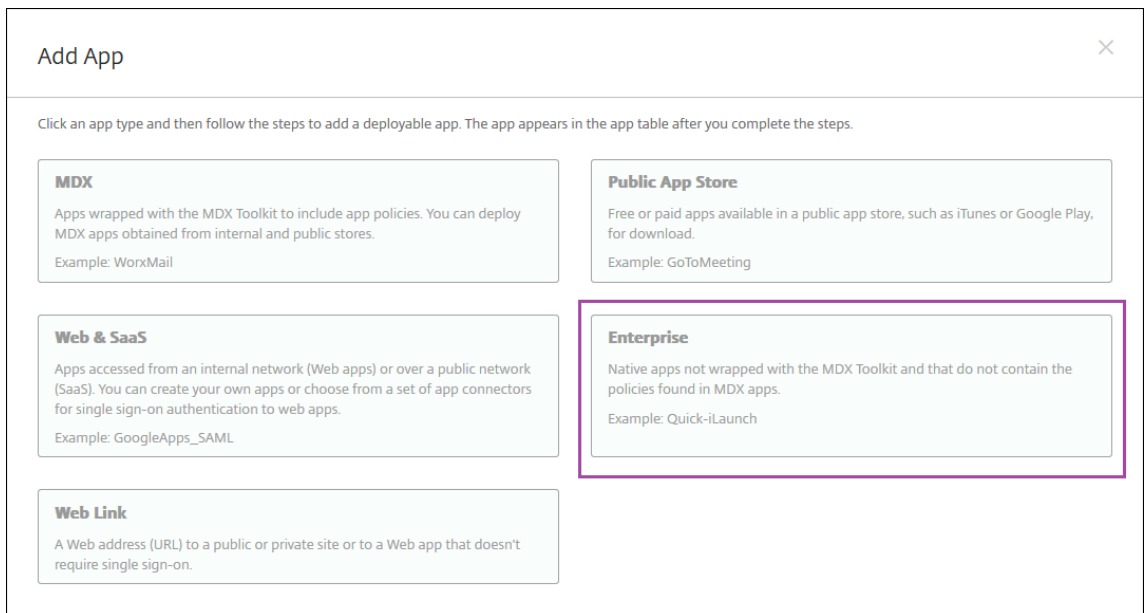 Add App
Click an app type and then follow the steps to add a deployable app. The app appears in the app table after you complete the steps.
MDX
Apps wrapped with the MDX Toolkit to include app policies. You can deploy
MDX apps obtained from internal and public stores.
Example: WorxMail
Public App Store
Free or paid apps available in a public app store, such as iTunes or Google Play,
for download.
Example: GoToMeeting
Web & SaaS
Apps accessed from an internal network (Web apps) or over a public network
(SaaS). You can create your own apps or choose from a set of app connectors
for single sign-on authentication to web apps.
Example: GoogleApps_SAML
Enterprise
Native apps not wrapped with the MDX Toolkit and that do not contain the
policies found in MDX apps.
Example: Quick-iLaunch
Web Link
A Web address (URL) to a public or private site or to a Web app that doesn't
require single sign-on.